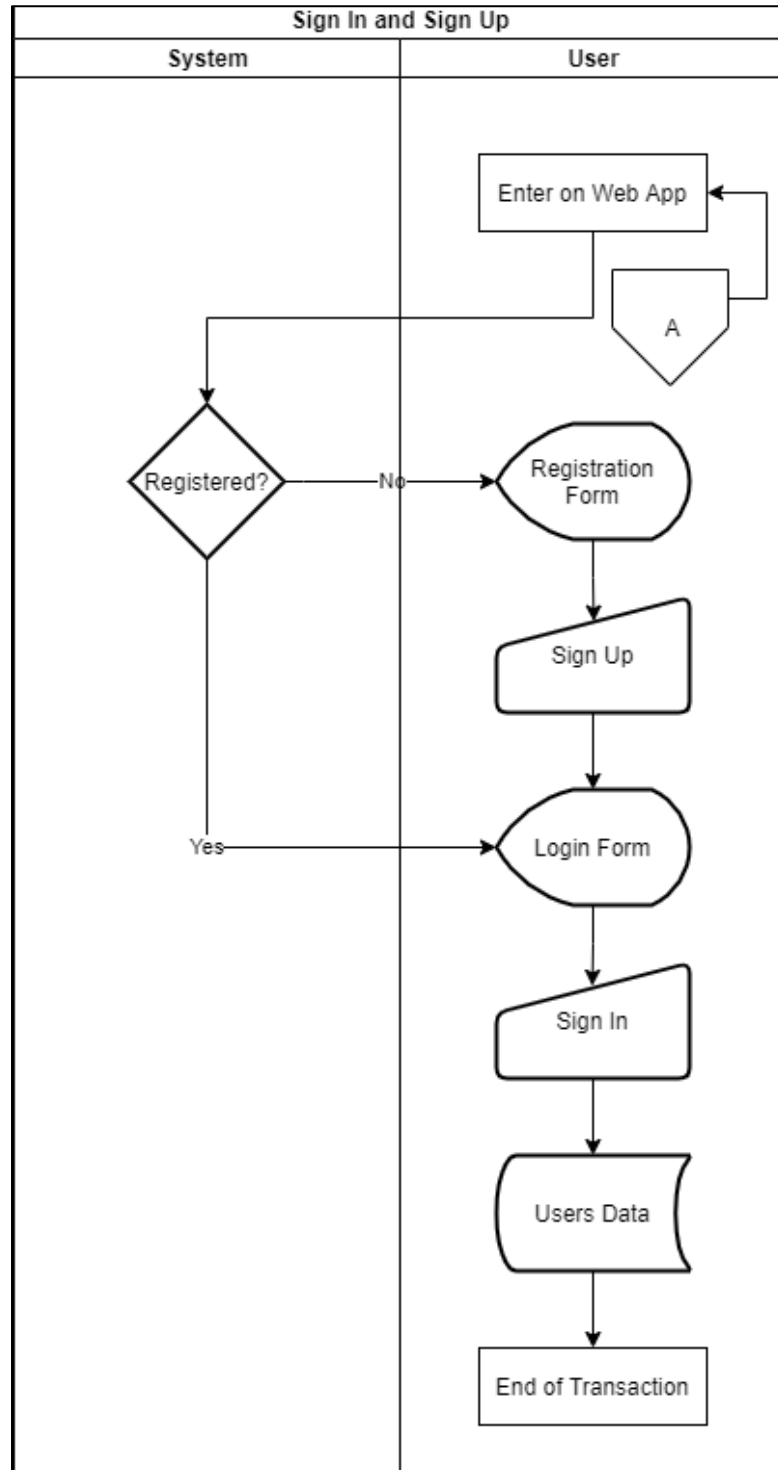 Sign In and Sign Up
System
User
Enter on Web App
A
Registered?
No
Registration
Form
Sign Up
Yes
Login Form
Sign In
Users Data
End of Transaction